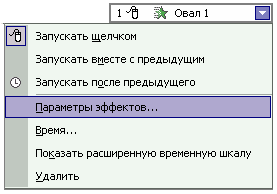 1 Овал 1
Запускать щелчком
Запускать вместе с предыдущим
Запускать после предыдущего
Параметры эффектов...
Время...
Показать расширенную временную шкалу
Удалить